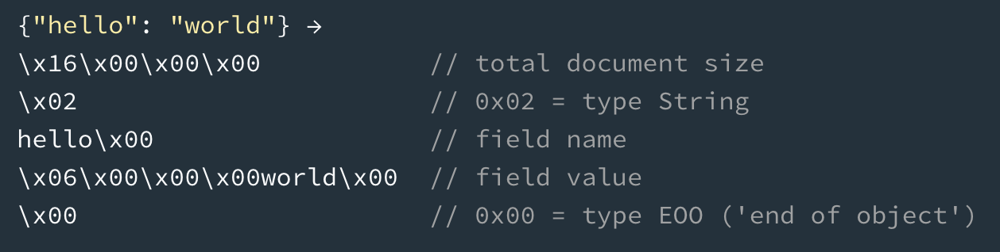 {"hello": "world"} →
\x16\x00\x00\x00 // total document size
\x02 // 0x02 = type String
hello\x00 // field name
\x06\x00\x00\x00world\x00 // field value
\x00 // 0x00 = type EOO ('end of object')